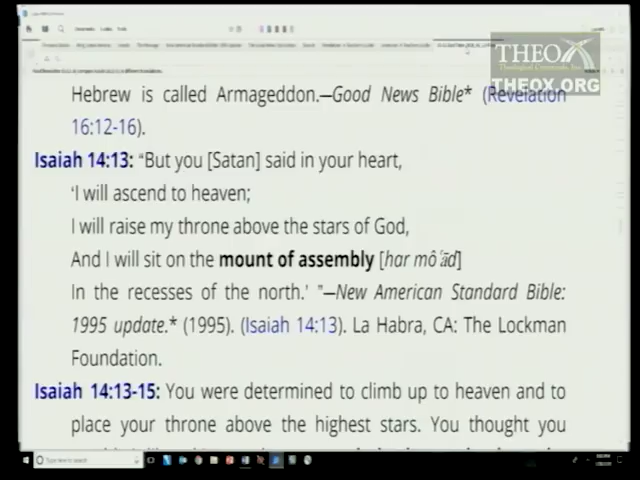 THEOX
THEOX.ORG
Hebrew is called Armageddon.—Good News Bible* (Revelation
16:12-16).
Isaiah 14:13: “But you [Satan] said in your heart,
‘I will ascend to heaven;
I will raise my throne above the stars of God,
And I will sit on the mount of assembly [har mô ʿād]
In the recesses of the north.’ ”—New American Standard Bible:
1995 update.* (1995). (Isaiah 14:13). La Habra, CA: The Lockman
Foundation.
Isaiah 14:13-15: You were determined to climb up to heaven and to
place your throne above the highest stars. You thought you